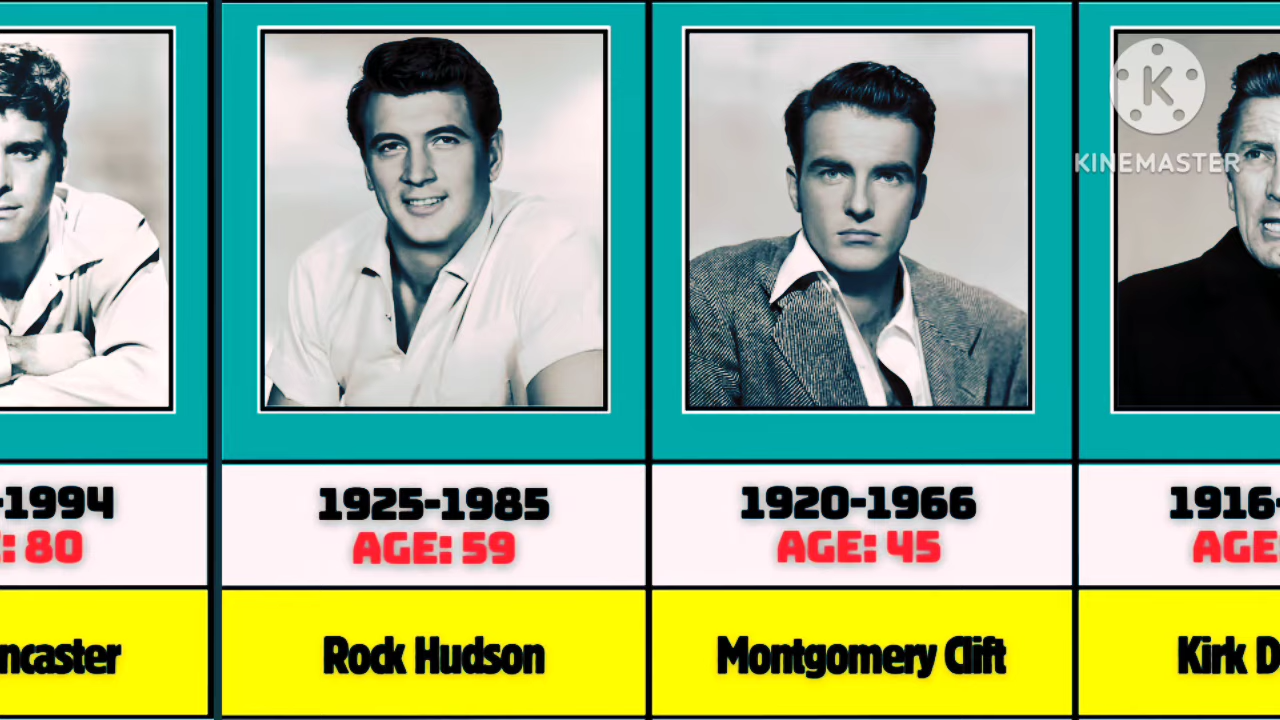 K
KINEMASTER
-1994
: 80
ncaster
1925-1985
AGE: 59
Rock Hudson
1920-1966
AGE: 45
Montgomery Clift
1916-
AGE
Kirk D